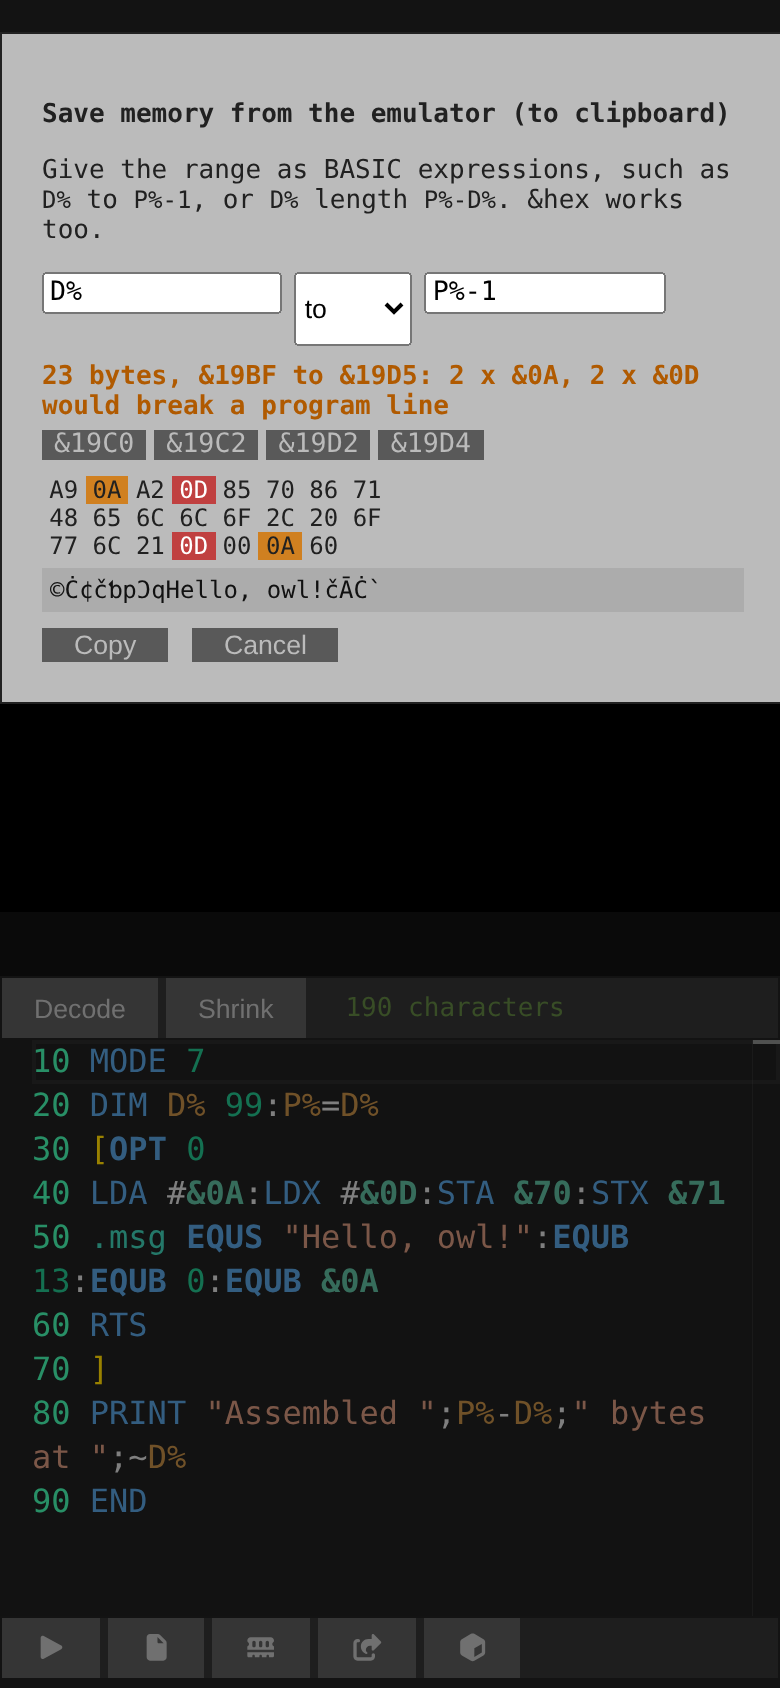 Save memory from the emulator (to clipboard)
Give the range as BASIC expressions, such as
D% to P%-1, or D% length P%-D%. &hex works
too.
D% to P%-1
23 bytes, &19BF to &19D5: 2 x &0A, 2 x &0D
would break a program line
&19C0 &19C2 &19D2 &19D4
A9 0A A2 0D 85 70 86 71
48 65 6C 6C 6F 2C 20 6F
77 6C 21 0D 00 0A 60
©Ċ¢čƅpƆqHello, owl!čĀĊ`
Copy Cancel
Decode Shrink 190 characters
10 MODE 7
20 DIM D% 99:P%=D%
30 [OPT 0
40 LDA #&0A:LDX #&0D:STA &70:STX &71
50 .msg EQUS "Hello, owl!":EQUB
13:EQUB 0:EQUB &0A
60 RTS
70 ]
80 PRINT "Assembled ";P%-D%;" bytes
at ";~D%
90 END